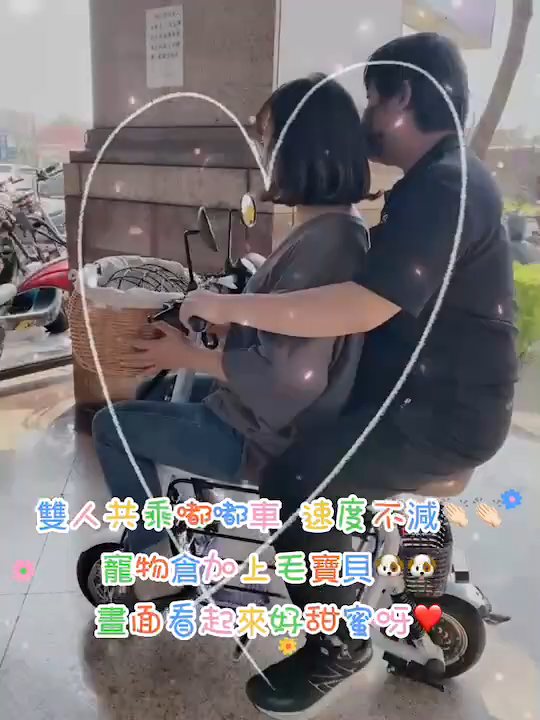 雙人共乘嘟嘟車 速度不減👏🏻👏🏻
寵物倉加上毛寶貝🐶🐶
畫面看起來好甜蜜呀❤️